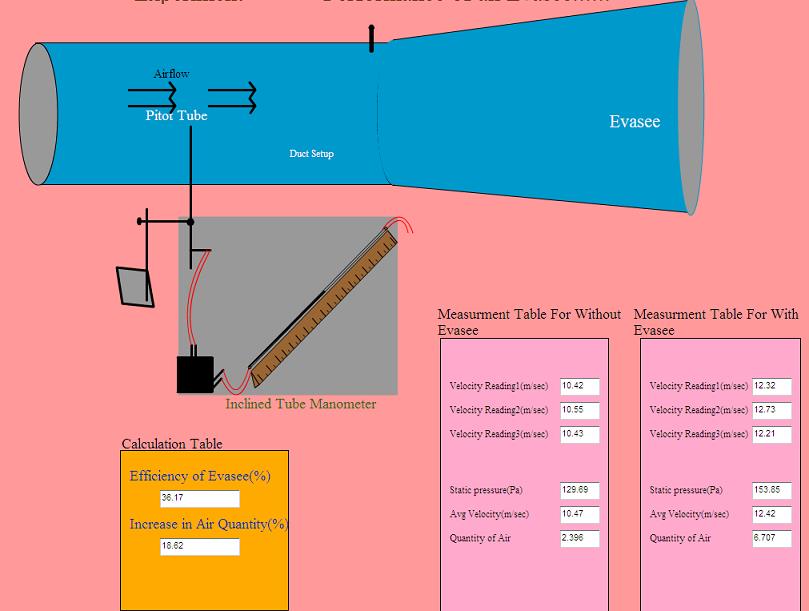 Airflow
Pitor Tube
Duct Setup
Evasee
Inclined Tube Manometer
Measurment Table For Without
Evasee
Velocity Reading1(m/sec) 10.42
Velocity Reading2(m/sec) 10.55
Velocity Reading3(m/sec) 10.43
Static pressure(Pa) 129.69
Avg Velocity(m/sec) 10.47
Quantity of Air 2.396
Measurment Table For With
Evasee
Velocity Reading1(m/sec) 12.32
Velocity Reading2(m/sec) 12.73
Velocity Reading3(m/sec) 12.21
Static pressure(Pa) 153.85
Avg Velocity(m/sec) 12.42
Quantity of Air 6.707
Calculation Table
Efficiency of Evasee(%)
36.17
Increase in Air Quantity(%)
18.62